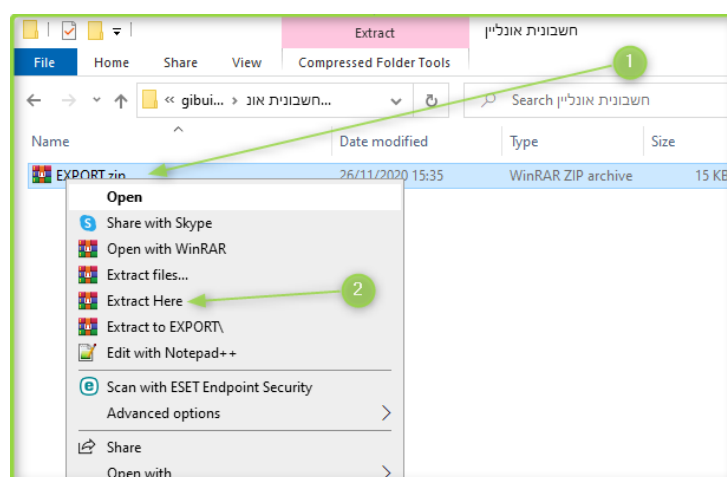 Extract
חשבונית אונליין
File Home Share View Compressed Folder Tools
1
« gibui... › חשבונית אונ...
Search חשבונית אונליין
Name Date modified Type Size
EXPORT.zip 26/11/2020 15:35 WinRAR ZIP archive 15 KB
Open
Share with Skype
Open with WinRAR
Extract files...
Extract Here
2
Extract to EXPORT\
Edit with Notepad++
Scan with ESET Endpoint Security
Advanced options
Share
Open with